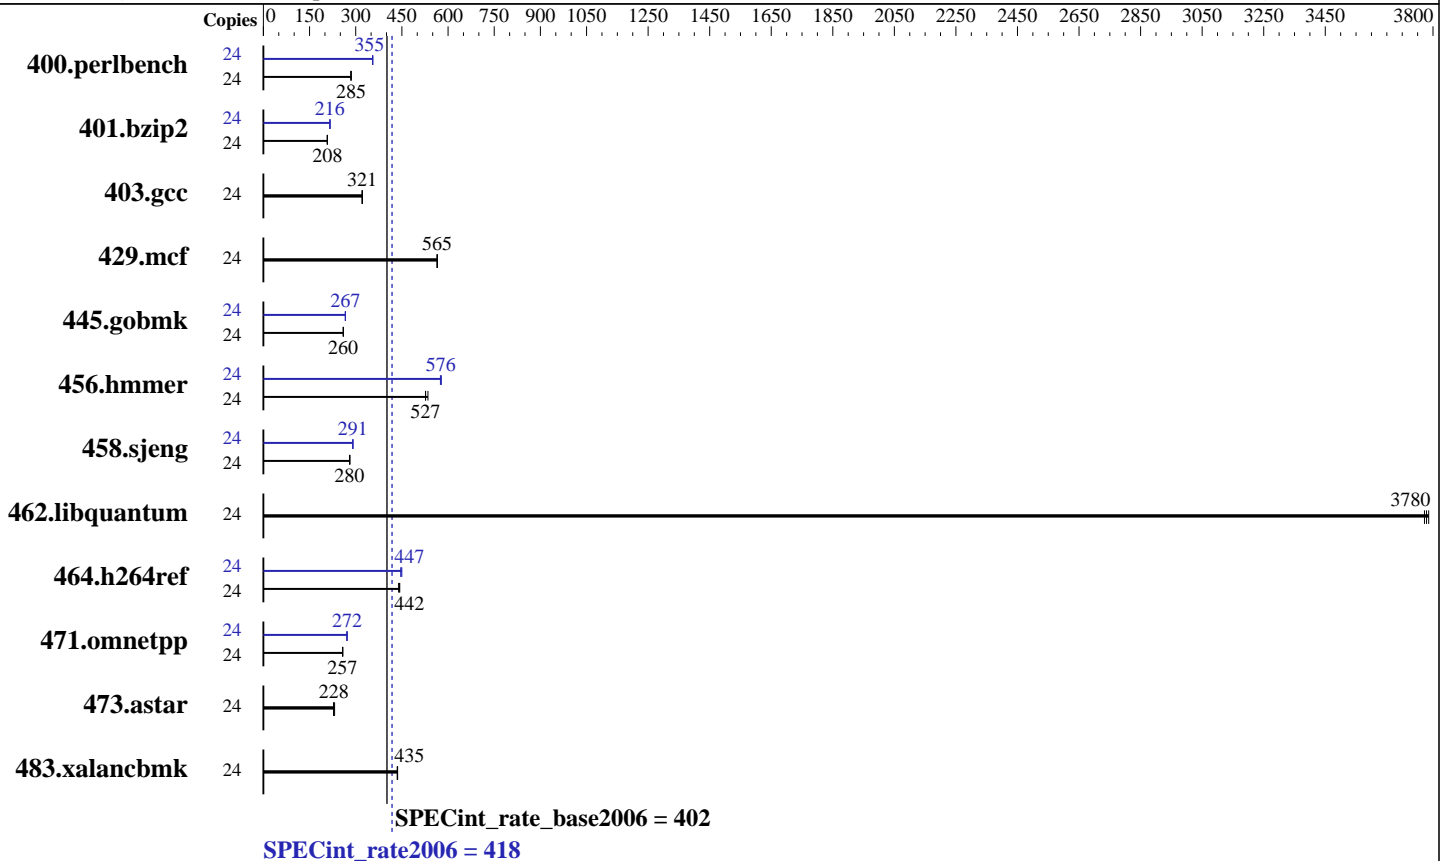 Copies 0 150 300 450 600 750 900 1050 1250 1450 1650 1850 2050 2250 2450 2650 2850 3050 3250 3450 3800
400.perlbench 24 355
24 285
401.bzip2 24 216
24 208
403.gcc 24 321
429.mcf 24 565
445.gobmk 24 267
24 260
456.hmmer 24 576
24 527
458.sjeng 24 291
24 280
462.libquantum 24 3780
464.h264ref 24 447
24 442
471.omnetpp 24 272
24 257
473.astar 24 228
483.xalancbmk 24 435
SPECint_rate_base2006 = 402
SPECint_rate2006 = 418